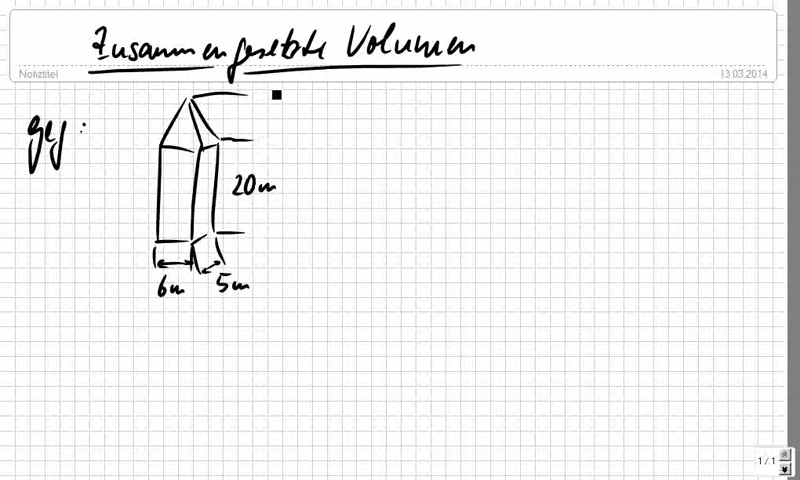 Zusammengesetzte Volumen
Notiztitel
13.03.2014
geg:
20m
6m
5m
1/1